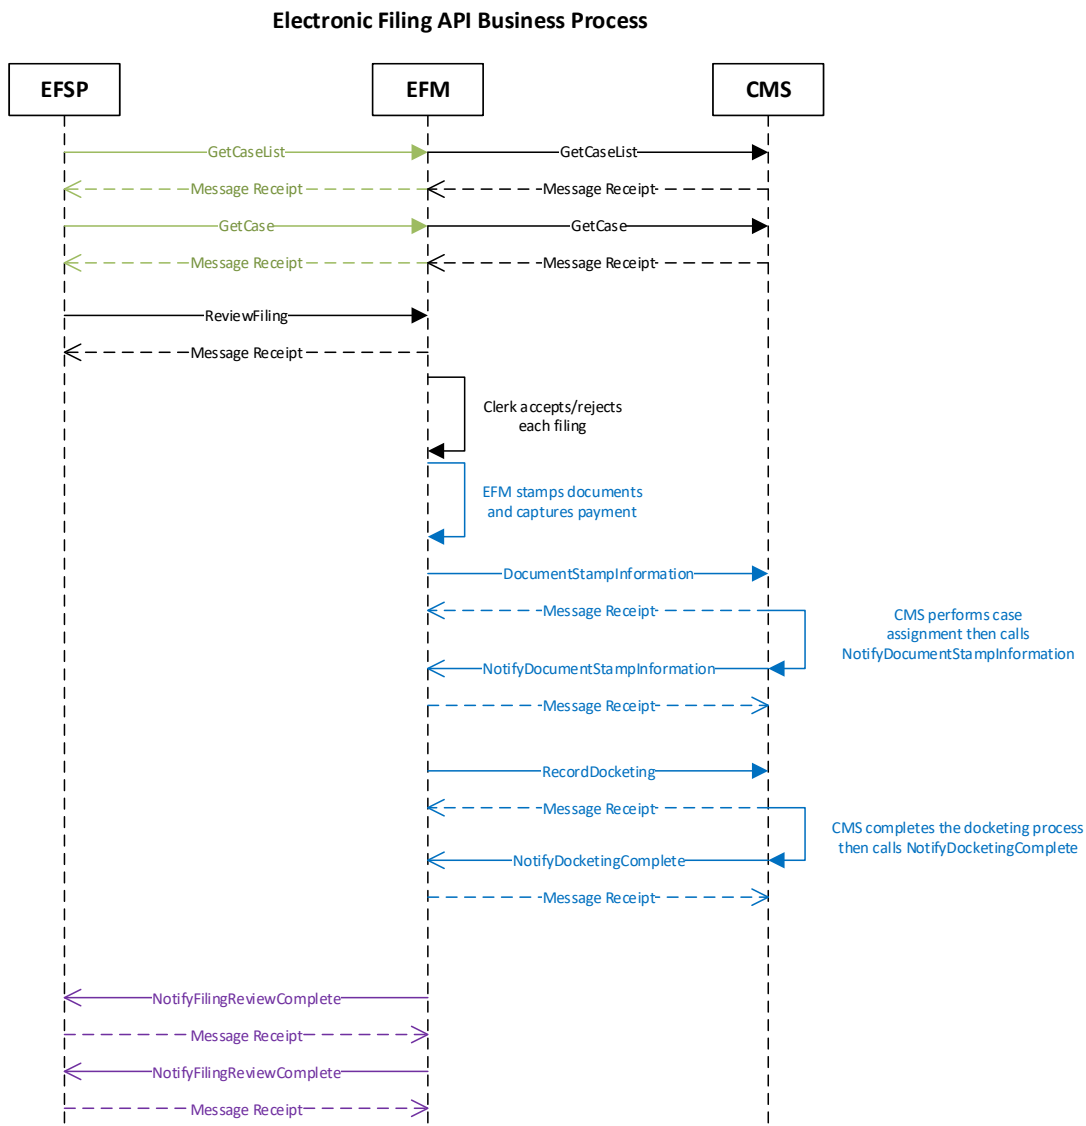 Electronic Filing API Business Process
EFSP
EFM
CMS
GetCaseList
GetCaseList
Message Receipt
Message Receipt
GetCase
GetCase
Message Receipt
Message Receipt
ReviewFiling
Message Receipt
Clerk accepts/rejects
each filing
EFM stamps documents
and captures payment
DocumentStampInformation
Message Receipt
CMS performs case
assignment then calls
NotifyDocumentStampInformation
NotifyDocumentStampInformation
Message Receipt
RecordDocketing
Message Receipt
CMS completes the docketing process
then calls NotifyDocketingComplete
NotifyDocketingComplete
Message Receipt
NotifyFilingReviewComplete
Message Receipt
NotifyFilingReviewComplete
Message Receipt